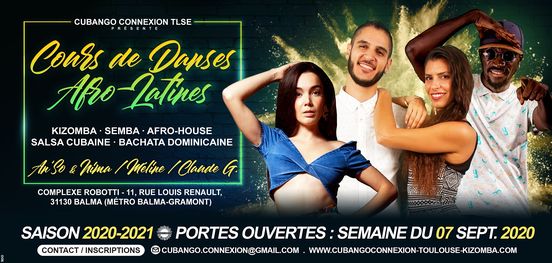 CUBANGO CONNEXION TLSE
PRÉSENTE
Cours de Danses
Afro-Latines
KIZOMBA · SEMBA · AFRO-HOUSE
SALSA CUBAINE · BACHATA DOMINICAINE
An'So & Nima / Meline / Claude G.
COMPLEXE ROBOTTI - 11, RUE LOUIS RENAULT,
31130 BALMA (MÉTRO BALMA-GRAMONT)
SAISON 2020-2021 PORTES OUVERTES : SEMAINE DU 07 SEPT. 2020
CONTACT / INSCRIPTIONS CUBANGO.CONNEXION@GMAIL.COM · WWW.CUBANGOCONNEXION-TOULOUSE-KIZOMBA.COM